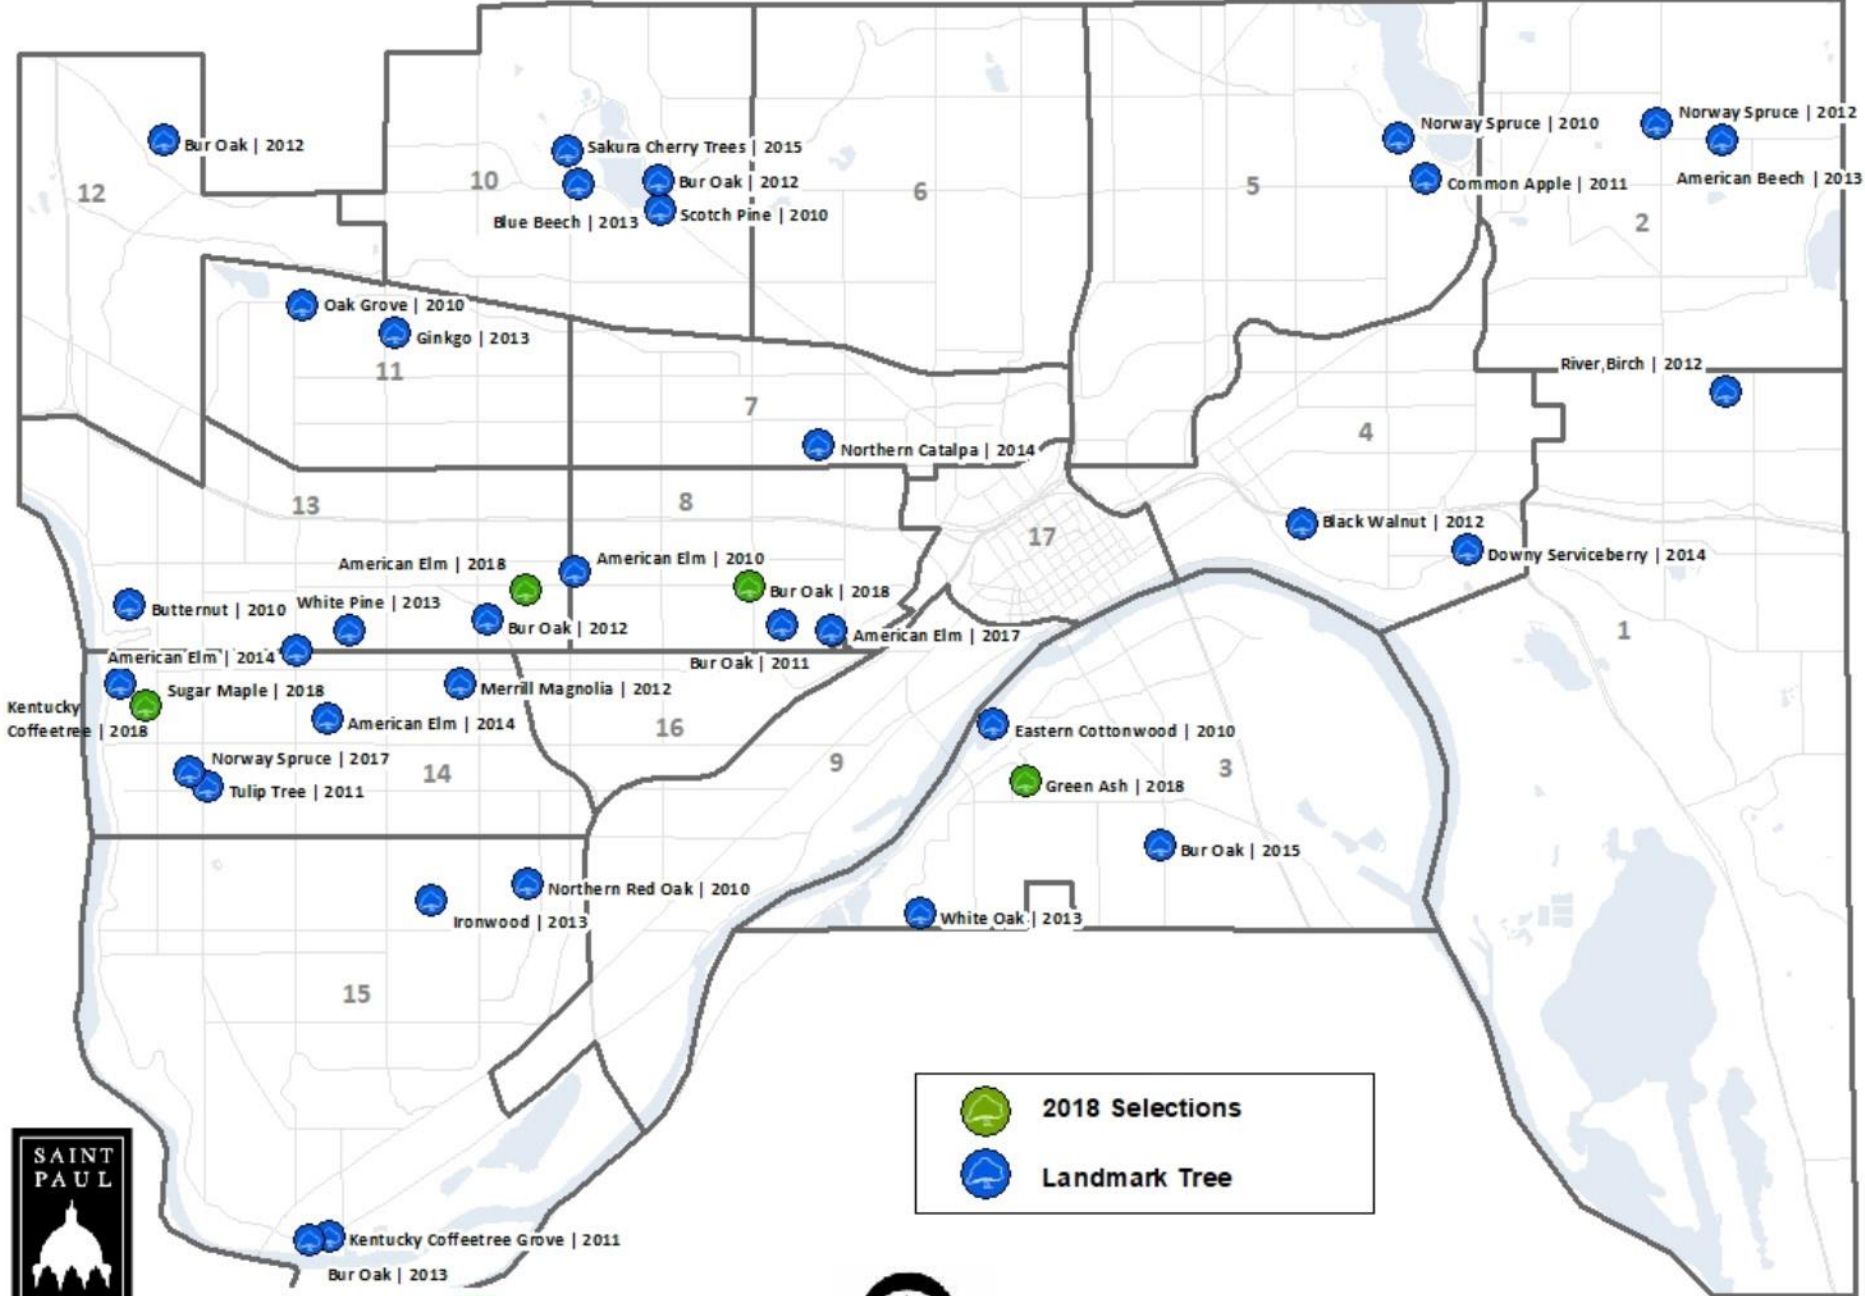 Bur Oak | 2012
12
10
Sakura Cherry Trees | 2015
Bur Oak | 2012
Blue Beech | 2013
Scotch Pine | 2010
6
5
Norway Spruce | 2010
Common Apple | 2011
Norway Spruce | 2012
American Beech | 2013
2
Oak Grove | 2010
Ginkgo | 2013
11
7
Northern Catalpa | 2014
4
River,Birch | 2012
13
8
17
Black Walnut | 2012
Downy Serviceberry | 2014
American Elm | 2018
American Elm | 2010
Bur Oak | 2018
Butternut | 2010
White Pine | 2013
Bur Oak | 2012
American Elm | 2017
Bur Oak | 2011
1
American Elm | 2014
Sugar Maple | 2018
Kentucky
Coffeetree | 2018
Merrill Magnolia | 2012
American Elm | 2014
16
Norway Spruce | 2017
Tulip Tree | 2011
14
9
Eastern Cottonwood | 2010
Green Ash | 2018
3
Bur Oak | 2015
White Oak | 2013
Northern Red Oak | 2010
Ironwood | 2013
15
2018 Selections
Landmark Tree
SAINT
PAUL
Kentucky Coffeetree Grove | 2011
Bur Oak | 2013